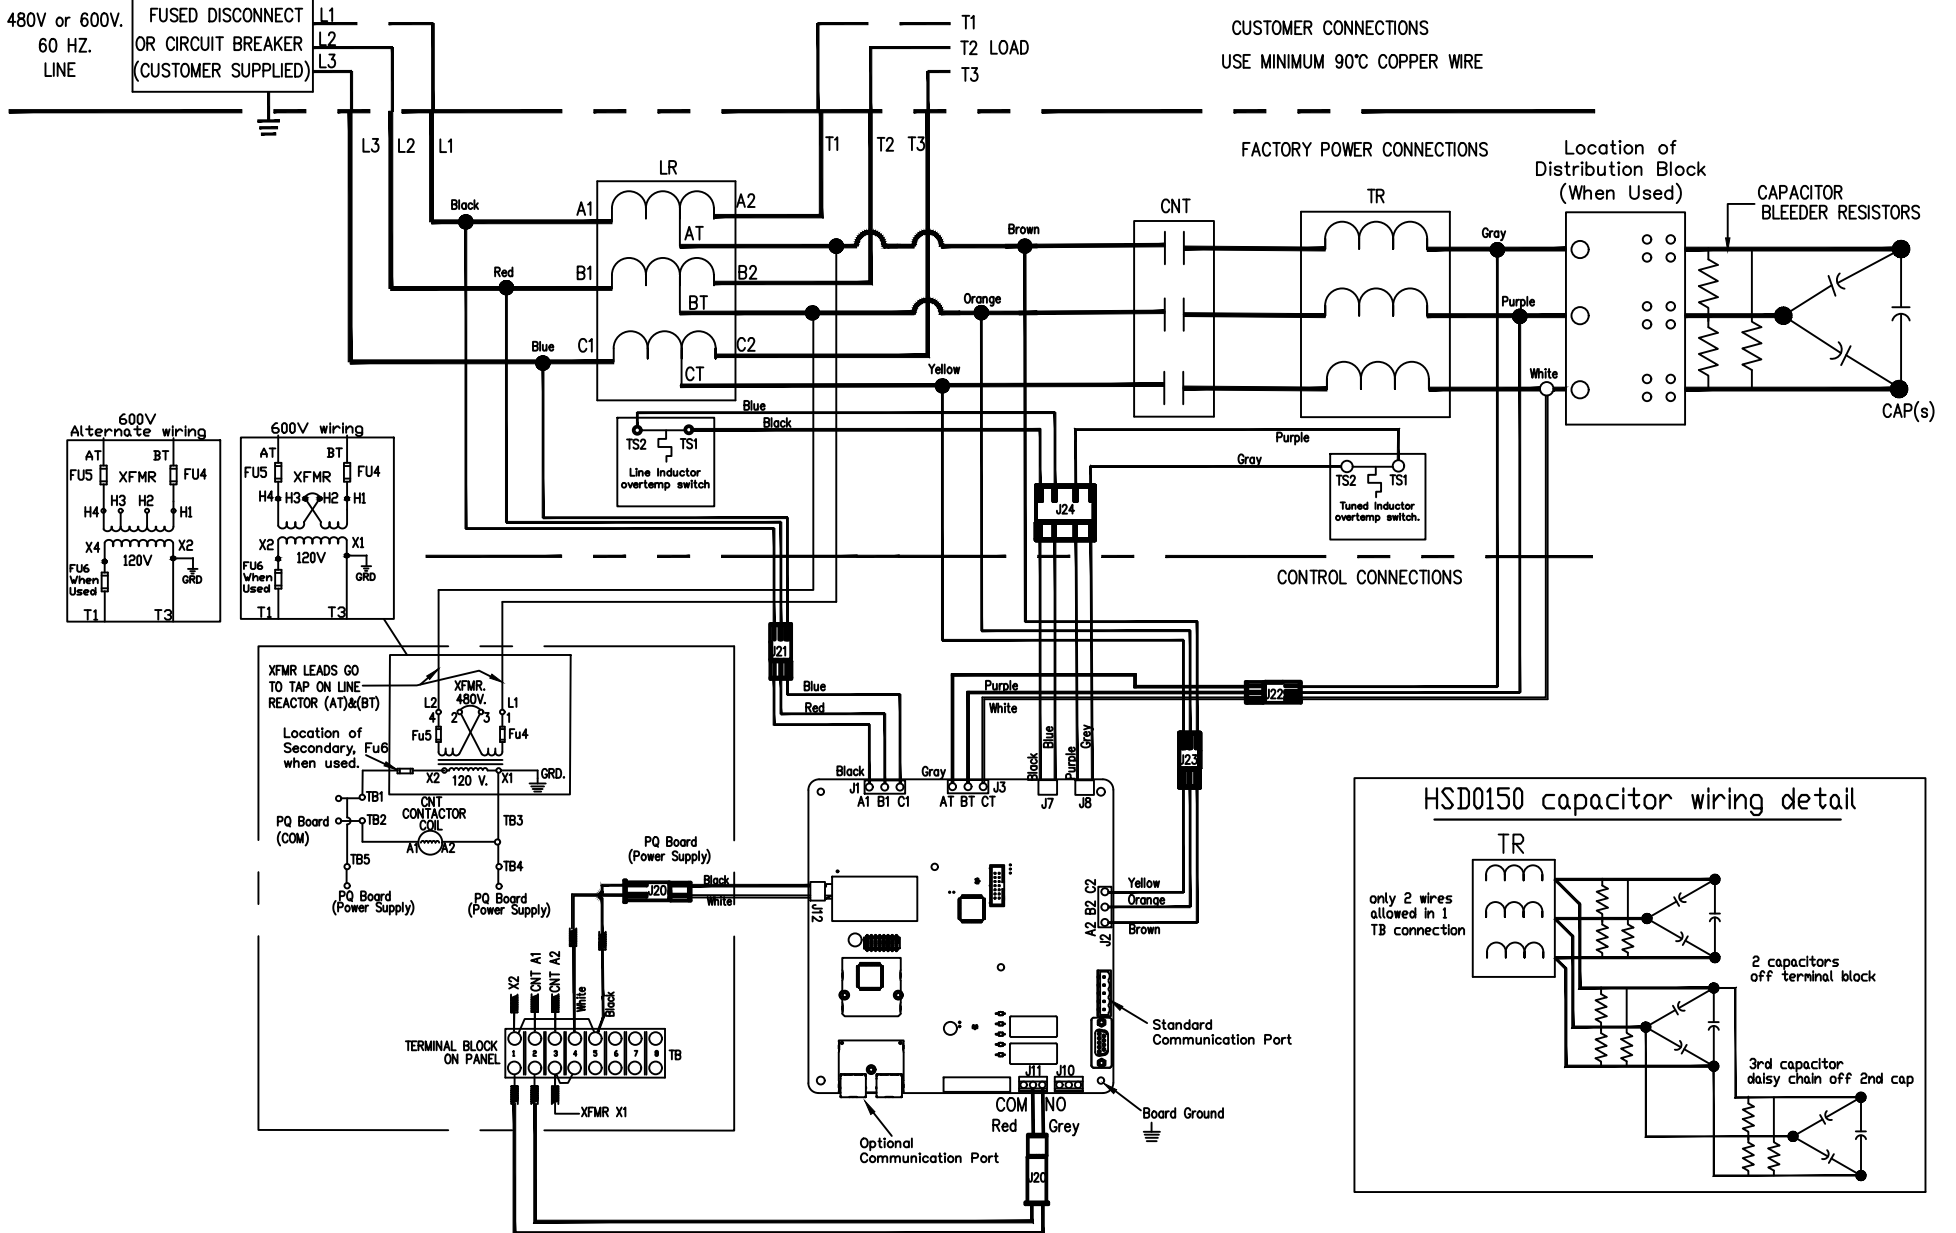 480V or 600V.
60 HZ.
LINE
FUSED DISCONNECT
OR CIRCUIT BREAKER
(CUSTOMER SUPPLIED)
L1
L2
L3
T1
T2 LOAD
T3
CUSTOMER CONNECTIONS
USE MINIMUM 90°C COPPER WIRE
L3
L2
L1
T1
T2
T3
FACTORY POWER CONNECTIONS
Location of
Distribution Block
(When Used)
CAPACITOR
BLEEDER RESISTORS
LR
CNT
TR
Black
A1
A2
AT
Brown
Gray
Red
B1
B2
BT
Orange
Purple
Blue
C1
C2
CT
Yellow
White
CAP(s)
Blue
Black
TS2
TS1
Line Inductor
overtemp switch
Purple
Gray
TS2
TS1
Tuned Inductor
overtemp switch.
J24
600V
Alternate wiring
AT
BT
FU5
XFMR
FU4
H3
H2
H4
H1
X4
X2
120V
FU6
When
Used
GRD
T1
T3
600V wiring
AT
BT
FU5
XFMR
FU4
H4
H3
H2
H1
X2
X1
120V
FU6
When
Used
GRD
T1
T3
CONTROL CONNECTIONS
J21
J22
J23
XFMR LEADS GO
TO TAP ON LINE
REACTOR (AT)&(BT)
XFMR.
480V.
L2
L1
4
2
3
1
Fu5
Fu4
Location of
Secondary, Fu6
when used.
X2
120 V.
X1
GRD.
TB1
CNT
CONTACTOR
COIL
PQ Board
(COM)
TB2
TB3
A1
A2
TB5
TB4
PQ Board
(Power Supply)
PQ Board
(Power Supply)
PQ Board
(Power Supply)
J20
Black
White
Blue
Red
Black
Purple
White
Gray
Black
Blue
Purple
Grey
J1
A1 B1 C1
J3
AT BT CT
J7
J8
J12
Yellow
Orange
Brown
A2 B2 C2
J2
X2
CNT A1
CNT A2
White
Black
TERMINAL BLOCK
ON PANEL
1 2 3 4 5 6 7 8
TB
XFMR X1
Standard
Communication Port
J11
J10
COM
NO
Red
Grey
Board Ground
Optional
Communication Port
J20
HSD0150 capacitor wiring detail
TR
only 2 wires
allowed in 1
TB connection
2 capacitors
off terminal block
3rd capacitor
daisy chain off 2nd cap